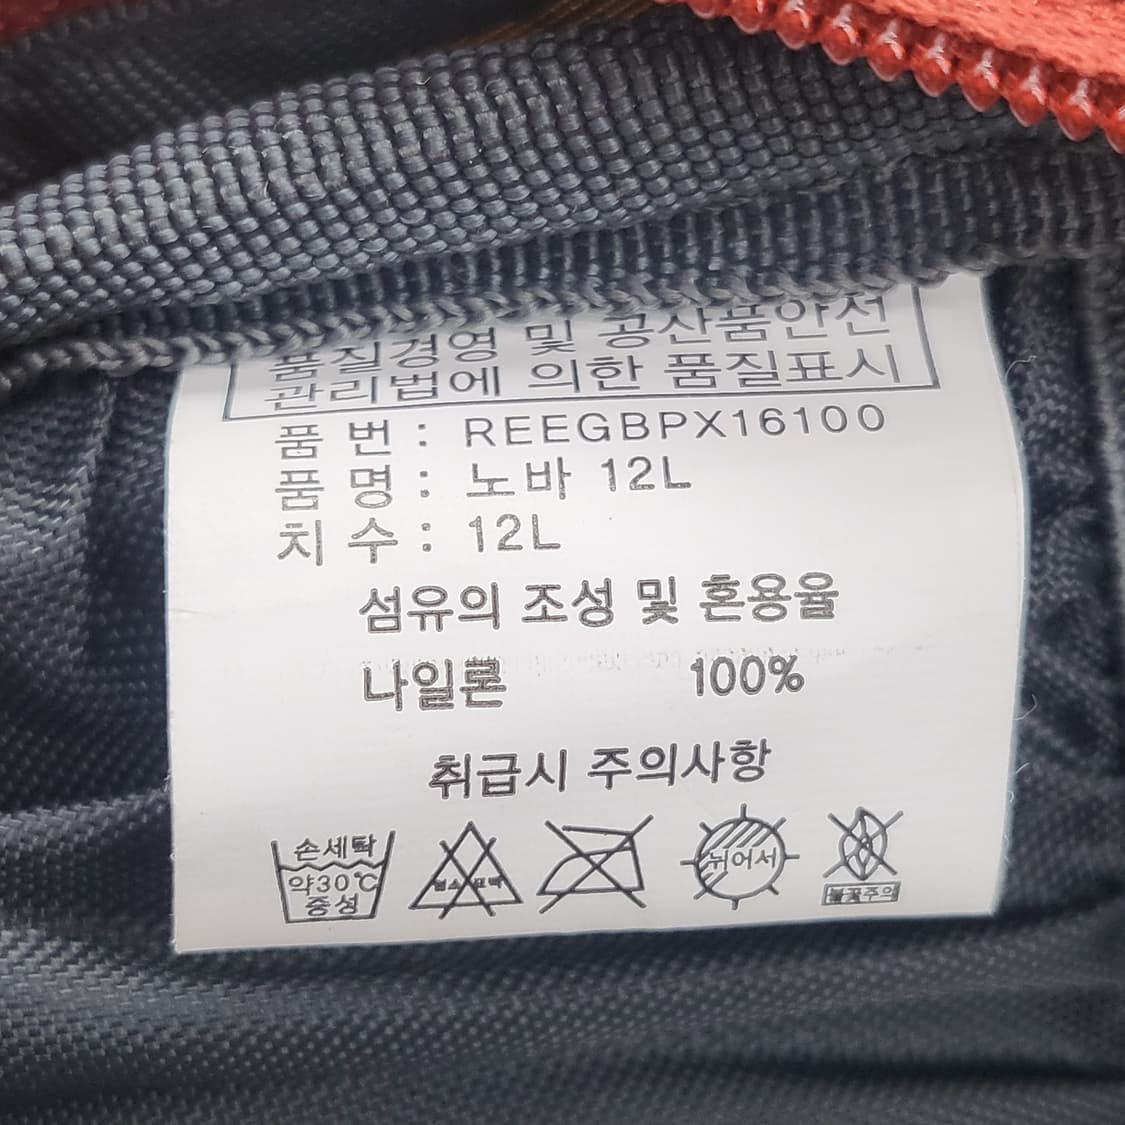 품질경영 및 공산품안전
관리법에 의한 품질표시
품 번 : REEGBPX16100
품 명 : 노바 12L
치 수 : 12L
섬유의 조성 및 혼용율
나일론 100%
취급시 주의사항
손세탁
약30℃
중성
뉘어서
불꽃주의